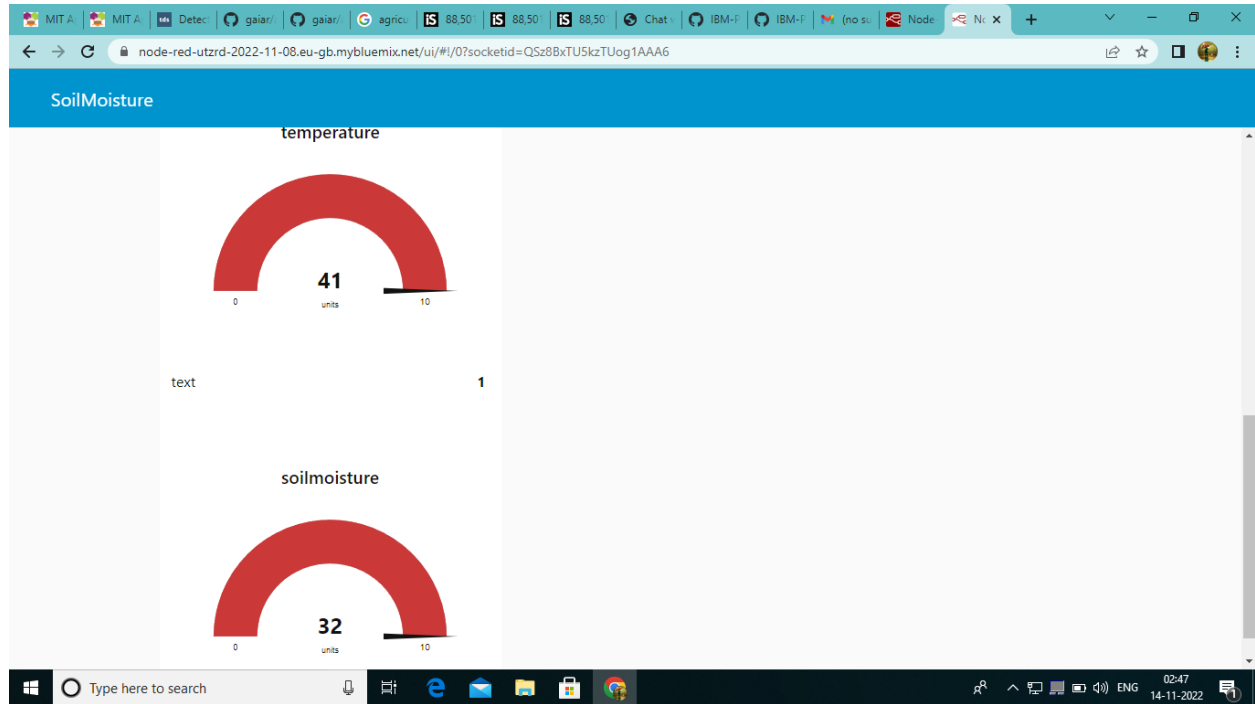 MIT A
MIT A
Detec
gaiar/
gaiar/
agricu
88,50
88,50
88,50
Chat
IBM-P
IBM-P
(no su
Node
Nc
node-red-utzrd-2022-11-08.eu-gb.mybluemix.net/ui/#!/0?socketid=QSz8BxTU5kzTUog1AAA6
SoilMoisture
temperature
41
units
0
10
text 1
soilmoisture
32
units
0
10
Type here to search
ENG
02:47
14-11-2022